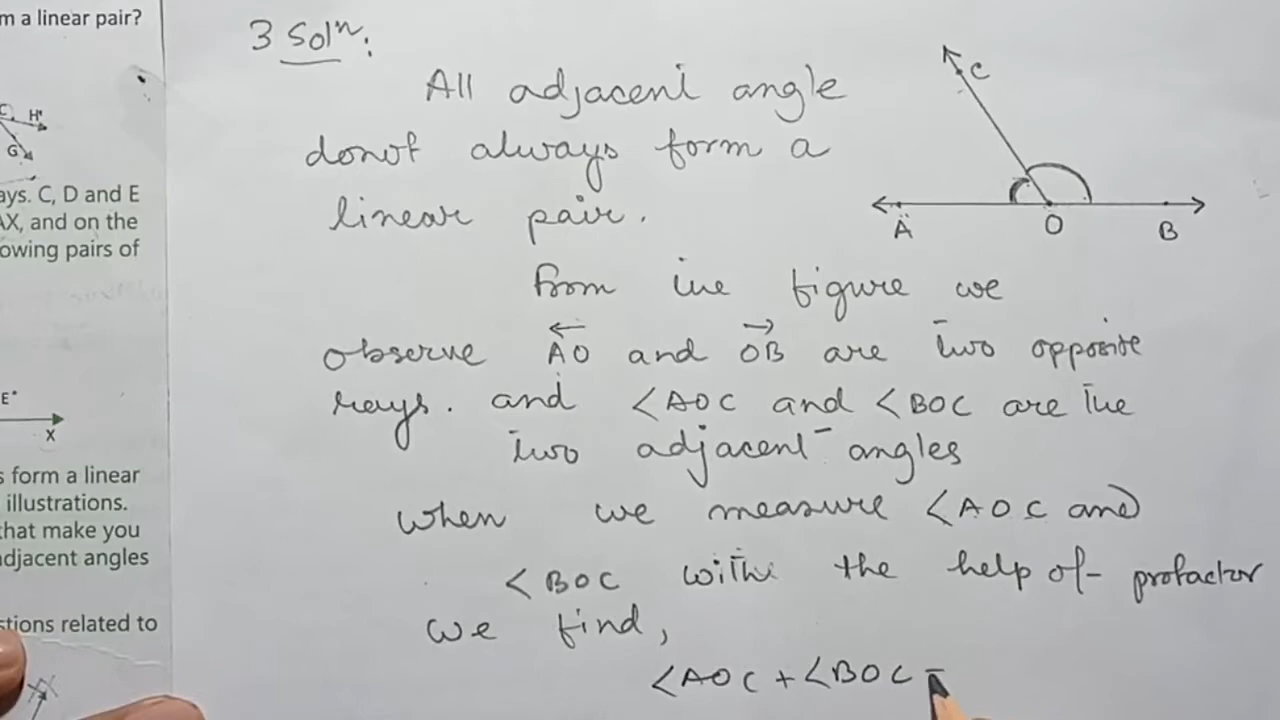 m a linear pair?
C
H
G
ays. C, D and E
AX, and on the
owing pairs of
E
X
s form a linear
illustrations.
that make you
djacent angles
stions related to
3 Solⁿ:
All adjacent angle
donot always form a
linear pair.
C
A
O
B
From the figure we
observe AO and OB are two opposite
rays. and <AOC and <BOC are the
two adjacent angles
When we measure <AOC and
<BOC with the help of protactor
we find,
<AOC + <BOC =